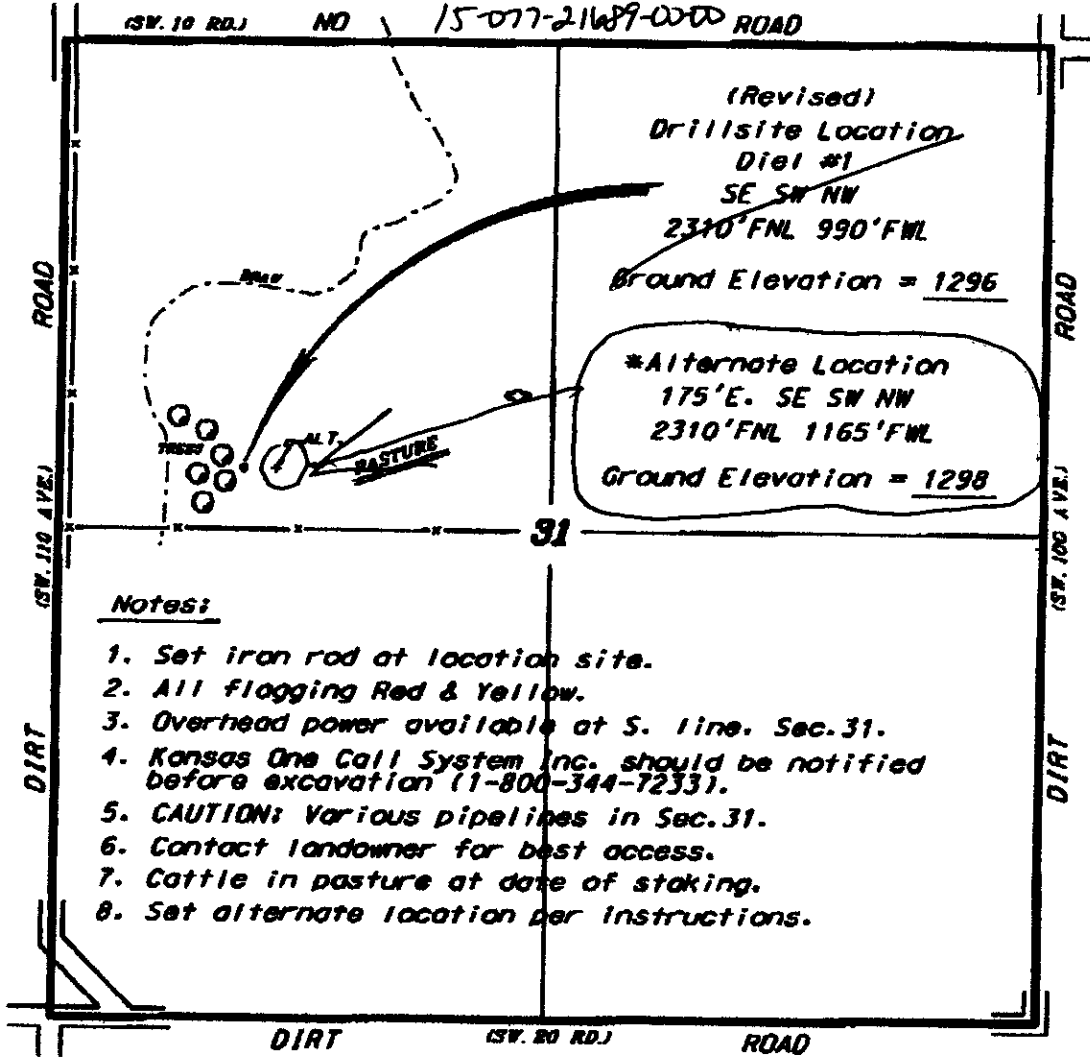 (SW. 10 RD.) NO 15-077-21689-0000 ROAD
(Revised)
Drillsite Location
Diel #1
SE SW NW
2310'FNL 990'FWL
Ground Elevation = 1296
*Alternate Location
175'E. SE SW NW
2310'FNL 1165'FWL
Ground Elevation = 1298
DRAW
TREES
ALT.
PASTURE
31
ROAD
(SW. 110 AVE.)
DIRT
ROAD
(SW. 100 AVE.)
DIRT
Notes:
1. Set iron rod at location site.
2. All flagging Red & Yellow.
3. Overhead power available at S. line. Sec.31.
4. Kansas One Call System Inc. should be notified
before excavation (1-800-344-7233).
5. CAUTION: Various pipelines in Sec.31.
6. Contact landowner for best access.
7. Cattle in pasture at date of staking.
8. Set alternate location per instructions.
DIRT (SW. 20 RD.) ROAD